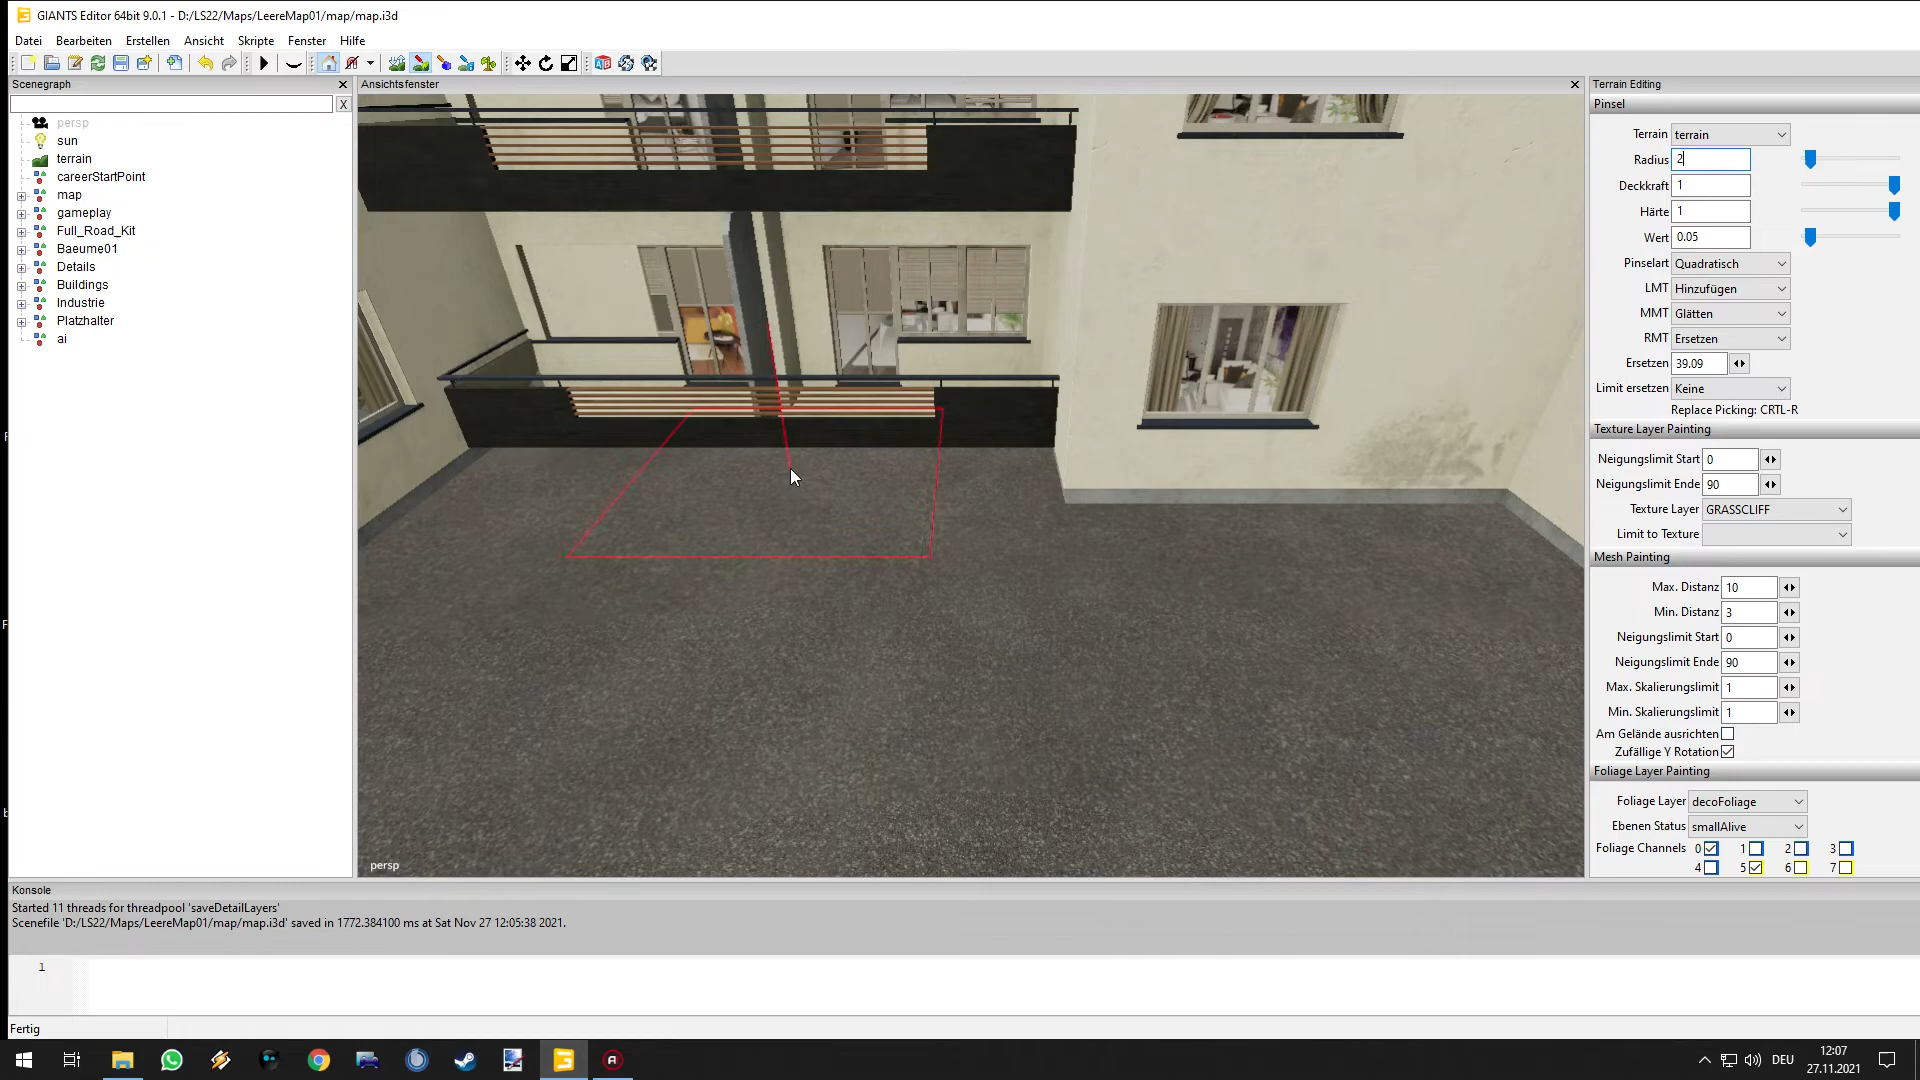 GIANTS Editor 64bit 9.0.1 - D:/LS22/Maps/LeereMap01/map/map.i3d
Datei Bearbeiten Erstellen Ansicht Skripte Fenster Hilfe
Scenegraph
X
persp
sun
terrain
careerStartPoint
map
gameplay
Full_Road_Kit
Baeume01
Details
Buildings
Industrie
Platzhalter
ai
Ansichtsfenster
persp
Terrain Editing
Pinsel
Terrain terrain
Radius 2
Deckkraft 1
Härte 1
Wert 0.05
Pinselart Quadratisch
LMT Hinzufügen
MMT Glätten
RMT Ersetzen
Ersetzen 39.09
Limit ersetzen Keine
Replace Picking: CRTL-R
Texture Layer Painting
Neigungslimit Start 0
Neigungslimit Ende 90
Texture Layer GRASSCLIFF
Limit to Texture
Mesh Painting
Max. Distanz 10
Min. Distanz 3
Neigungslimit Start 0
Neigungslimit Ende 90
Max. Skalierungslimit 1
Min. Skalierungslimit 1
Am Gelände ausrichten
Zufällige Y Rotation
Foliage Layer Painting
Foliage Layer decoFoliage
Ebenen Status smallAlive
Foliage Channels 0 1 2 3
4 5 6 7
Konsole
Started 11 threads for threadpool 'saveDetailLayers'
Scenefile 'D:/LS22/Maps/LeereMap01/map/map.i3d' saved in 1772.384100 ms at Sat Nov 27 12:05:38 2021.
1
Fertig
DEU
12:07
27.11.2021